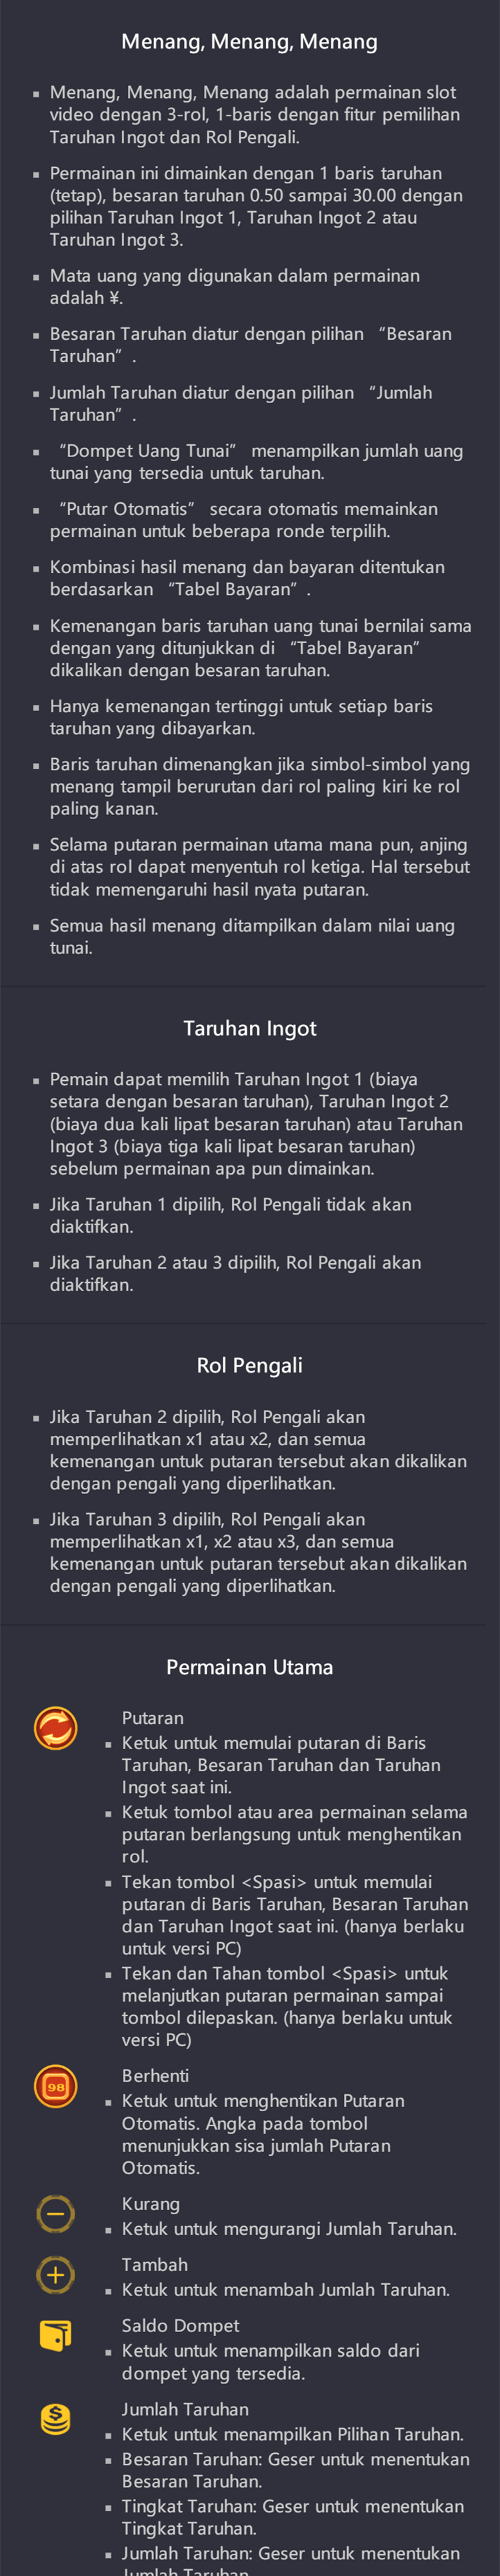 Menang, Menang, Menang
▪ Menang, Menang, Menang adalah permainan slot
video dengan 3-rol, 1-baris dengan fitur pemilihan
Taruhan Ingot dan Rol Pengali.
▪ Permainan ini dimainkan dengan 1 baris taruhan
(tetap), besaran taruhan 0.50 sampai 30.00 dengan
pilihan Taruhan Ingot 1, Taruhan Ingot 2 atau
Taruhan Ingot 3.
▪ Mata uang yang digunakan dalam permainan
adalah ¥.
▪ Besaran Taruhan diatur dengan pilihan “Besaran
Taruhan” .
▪ Jumlah Taruhan diatur dengan pilihan “Jumlah
Taruhan” .
▪ “Dompet Uang Tunai” menampilkan jumlah uang
tunai yang tersedia untuk taruhan.
▪ “Putar Otomatis” secara otomatis memainkan
permainan untuk beberapa ronde terpilih.
▪ Kombinasi hasil menang dan bayaran ditentukan
berdasarkan “Tabel Bayaran” .
▪ Kemenangan baris taruhan uang tunai bernilai sama
dengan yang ditunjukkan di “Tabel Bayaran”
dikalikan dengan besaran taruhan.
▪ Hanya kemenangan tertinggi untuk setiap baris
taruhan yang dibayarkan.
▪ Baris taruhan dimenangkan jika simbol-simbol yang
menang tampil berurutan dari rol paling kiri ke rol
paling kanan.
▪ Selama putaran permainan utama mana pun, anjing
di atas rol dapat menyentuh rol ketiga. Hal tersebut
tidak memengaruhi hasil nyata putaran.
▪ Semua hasil menang ditampilkan dalam nilai uang
tunai.
Taruhan Ingot
▪ Pemain dapat memilih Taruhan Ingot 1 (biaya
setara dengan besaran taruhan), Taruhan Ingot 2
(biaya dua kali lipat besaran taruhan) atau Taruhan
Ingot 3 (biaya tiga kali lipat besaran taruhan)
sebelum permainan apa pun dimainkan.
▪ Jika Taruhan 1 dipilih, Rol Pengali tidak akan
diaktifkan.
▪ Jika Taruhan 2 atau 3 dipilih, Rol Pengali akan
diaktifkan.
Rol Pengali
▪ Jika Taruhan 2 dipilih, Rol Pengali akan
memperlihatkan x1 atau x2, dan semua
kemenangan untuk putaran tersebut akan dikalikan
dengan pengali yang diperlihatkan.
▪ Jika Taruhan 3 dipilih, Rol Pengali akan
memperlihatkan x1, x2 atau x3, dan semua
kemenangan untuk putaran tersebut akan dikalikan
dengan pengali yang diperlihatkan.
Permainan Utama
Putaran
▪ Ketuk untuk memulai putaran di Baris
Taruhan, Besaran Taruhan dan Taruhan
Ingot saat ini.
▪ Ketuk tombol atau area permainan selama
putaran berlangsung untuk menghentikan
rol.
▪ Tekan tombol <Spasi> untuk memulai
putaran di Baris Taruhan, Besaran Taruhan
dan Taruhan Ingot saat ini. (hanya berlaku
untuk versi PC)
▪ Tekan dan Tahan tombol <Spasi> untuk
melanjutkan putaran permainan sampai
tombol dilepaskan. (hanya berlaku untuk
versi PC)
98
Berhenti
▪ Ketuk untuk menghentikan Putaran
Otomatis. Angka pada tombol
menunjukkan sisa jumlah Putaran
Otomatis.
Kurang
▪ Ketuk untuk mengurangi Jumlah Taruhan.
Tambah
▪ Ketuk untuk menambah Jumlah Taruhan.
Saldo Dompet
▪ Ketuk untuk menampilkan saldo dari
dompet yang tersedia.
Jumlah Taruhan
▪ Ketuk untuk menampilkan Pilihan Taruhan.
▪ Besaran Taruhan: Geser untuk menentukan
Besaran Taruhan.
▪ Tingkat Taruhan: Geser untuk menentukan
Tingkat Taruhan.
▪ Jumlah Taruhan: Geser untuk menentukan
Jumlah Taruhan